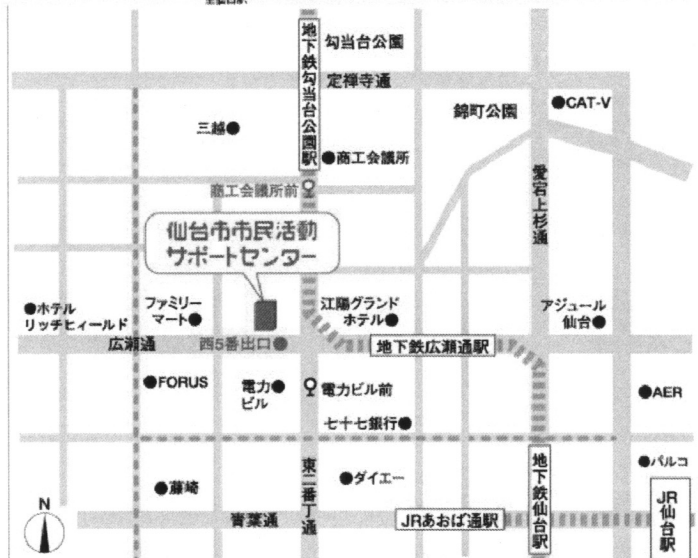 勾当台公園
地下鉄勾当台公園駅
定禅寺通
錦町公園
●CAT-V
三越●
●商工会議所
商工会議所前
愛宕上杉通
仙台市市民活動
サポートセンター
●ホテル
リッチヒィールド
ファミリー
マート●
江陽グランド
ホテル●
アジュール
仙台●
広瀬通
西5番出口●
地下鉄広瀬通駅
●FORUS
電力●
ビル
電力ビル前
●AER
七十七銀行●
●パルコ
●藤崎
東二番丁通
●ダイエー
地下鉄仙台駅
N
青葉通
JRあおば通駅
JR仙台駅